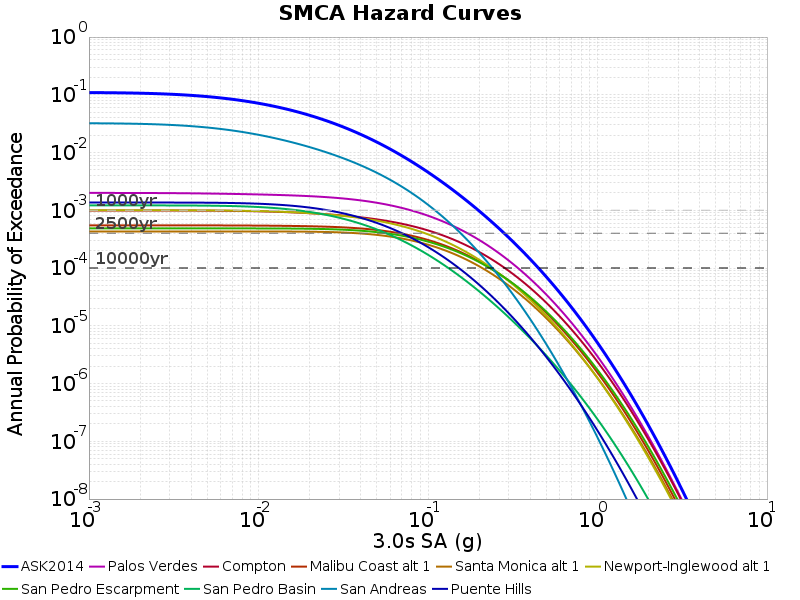 SMCA Hazard Curves
Annual Probability of Exceedance
10^0
10^-1
10^-2
10^-3
10^-4
10^-5
10^-6
10^-7
10^-8
1000yr
2500yr
10000yr
10^-3 10^-2 10^-1 10^0 10^1
3.0s SA (g)
ASK2014 Palos Verdes Compton Malibu Coast alt 1 Santa Monica alt 1 Newport-Inglewood alt 1
San Pedro Escarpment San Pedro Basin San Andreas Puente Hills